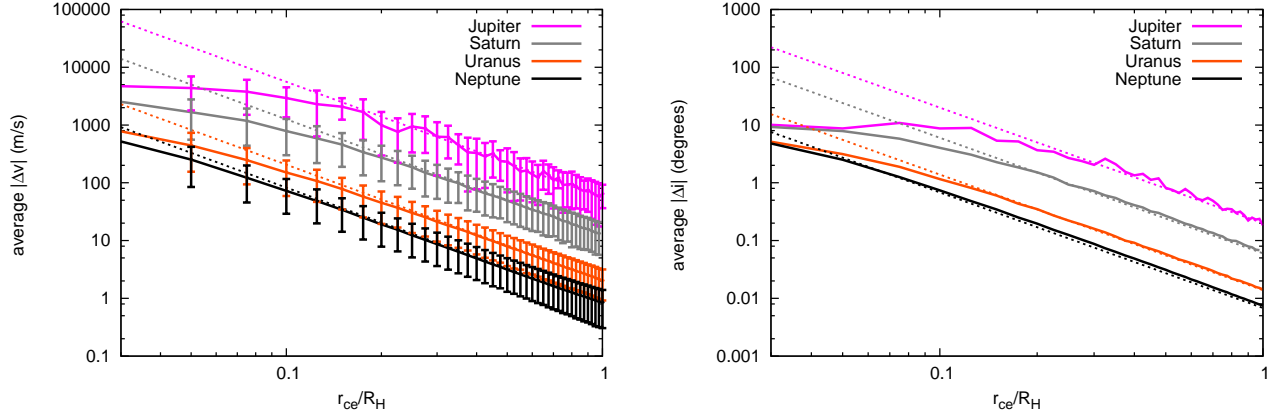 average |Δv| (m/s)
100000
10000
1000
100
10
1
0.1
0.1
1
r_ce/R_H
Jupiter
Saturn
Uranus
Neptune
average |Δi| (degrees)
1000
100
10
1
0.1
0.01
0.001
0.1
1
r_ce/R_H
Jupiter
Saturn
Uranus
Neptune